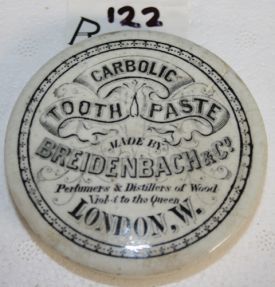 122
B
CARBOLIC
TOOTH PASTE
MADE BY
BREIDENBACH & Co
Perfumers & Distillers of Wood
Violet to the Queen
LONDON, W.